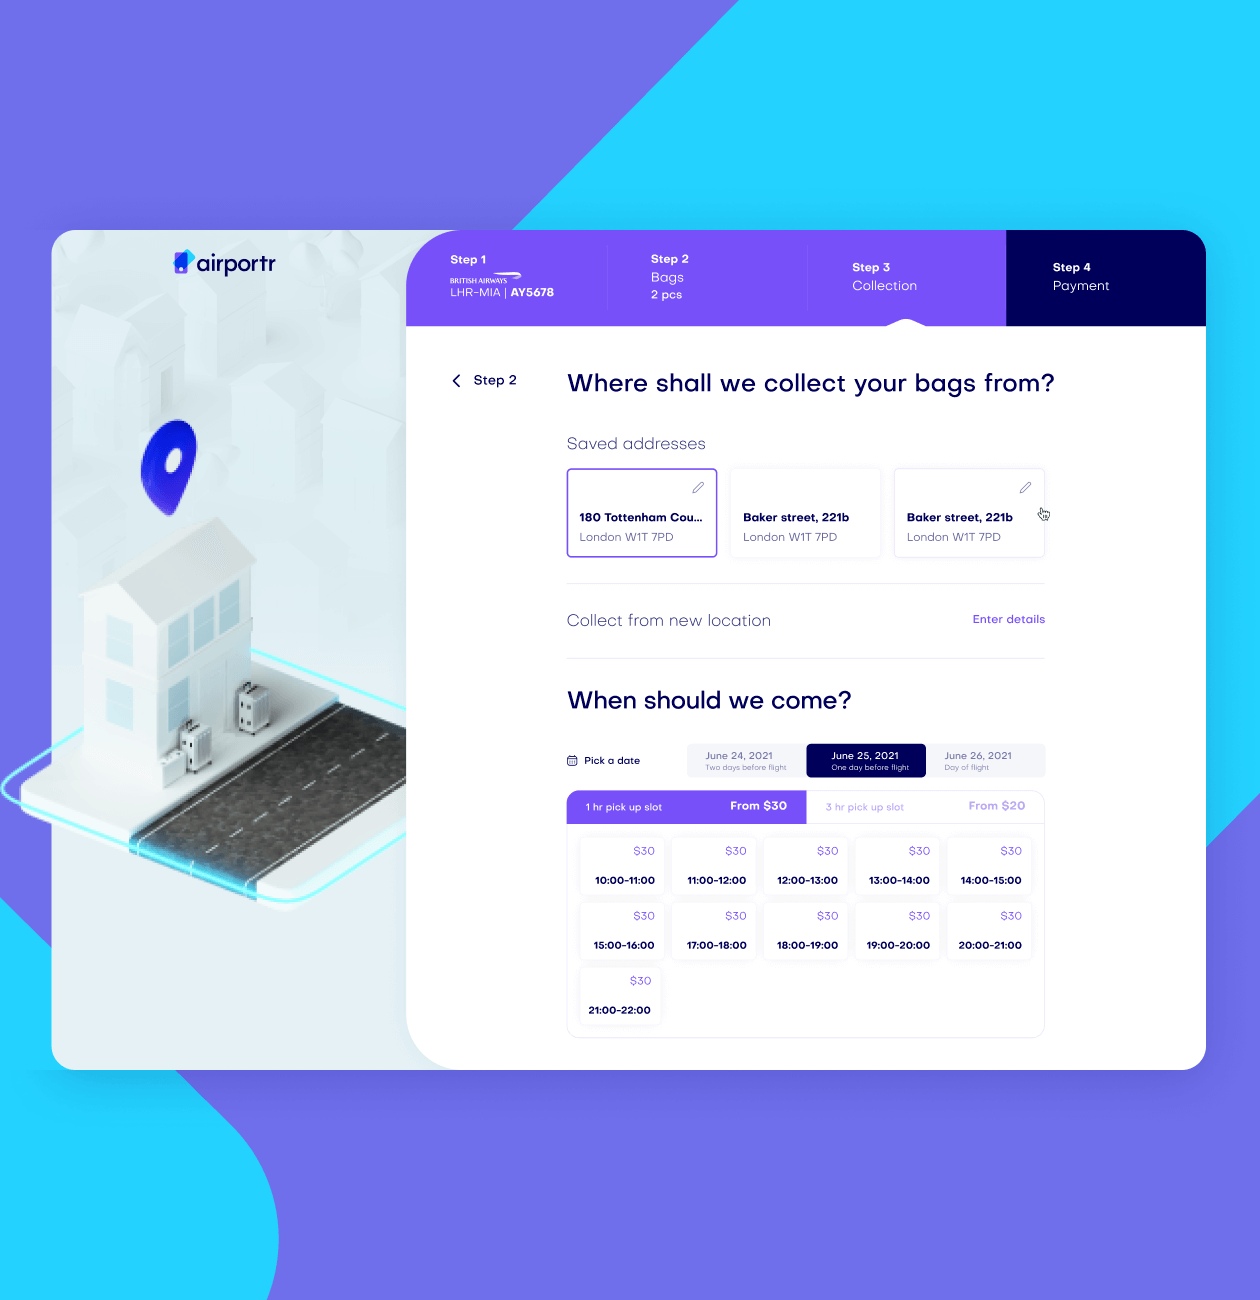 airportr
Step 1
BRITISH AIRWAYS
LHR-MIA | AY5678
Step 2
Bags
2 pcs
Step 3
Collection
Step 4
Payment
Step 2
Where shall we collect your bags from?
Saved addresses
180 Tottenham Cou...
London W1T 7PD
Baker street, 221b
London W1T 7PD
Baker street, 221b
London W1T 7PD
Collect from new location
Enter details
When should we come?
Pick a date
June 24, 2021
Two days before flight
June 25, 2021
One day before flight
June 26, 2021
Day of flight
1 hr pick up slot
From $30
3 hr pick up slot
From $20
$30
10:00-11:00
$30
11:00-12:00
$30
12:00-13:00
$30
13:00-14:00
$30
14:00-15:00
$30
15:00-16:00
$30
17:00-18:00
$30
18:00-19:00
$30
19:00-20:00
$30
20:00-21:00
$30
21:00-22:00